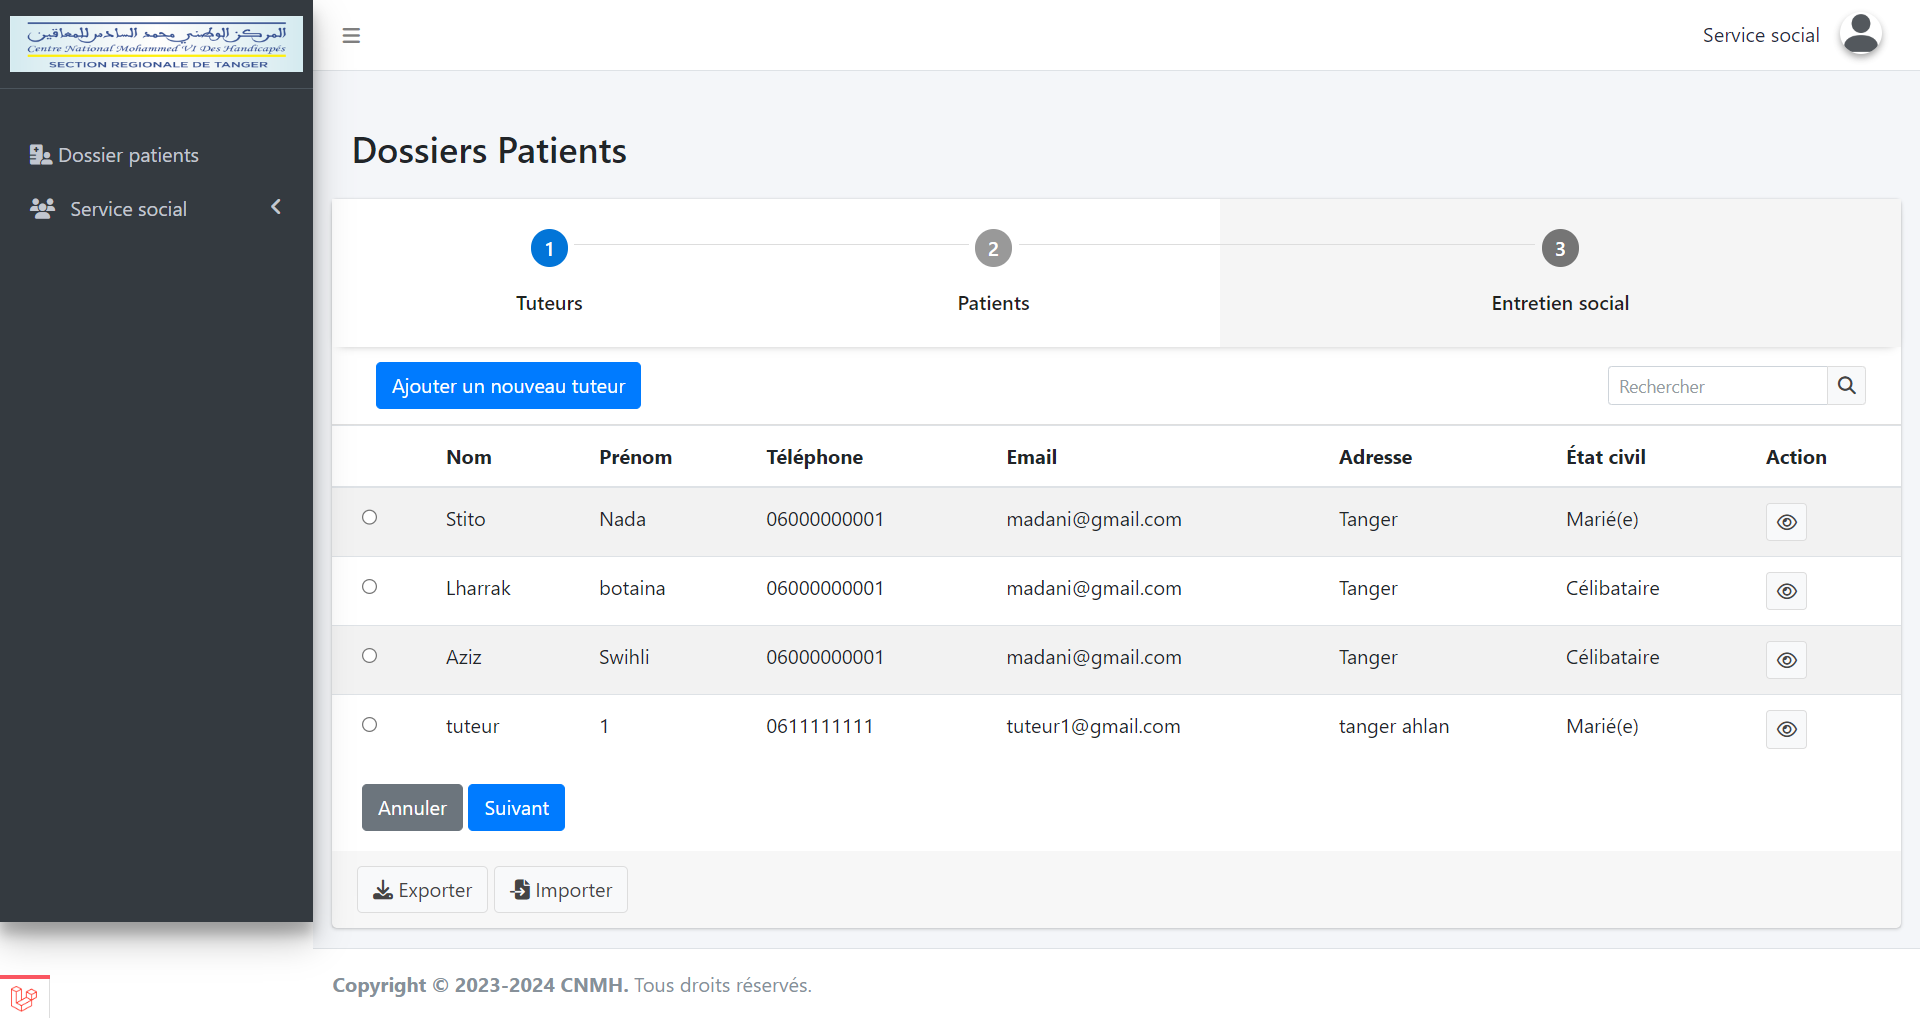 المركز الوطني محمد السادس للمعاقين
Centre National Mohammed VI Des Handicapés
SECTION REGIONALE DE TANGER
Service social
Dossier patients
Service social
Dossiers Patients
1
2
3
Tuteurs
Patients
Entretien social
Ajouter un nouveau tuteur
Rechercher
Nom Prénom Téléphone Email Adresse État civil Action
Stito Nada 06000000001 madani@gmail.com Tanger Marié(e)
Lharrak botaina 06000000001 madani@gmail.com Tanger Célibataire
Aziz Swihli 06000000001 madani@gmail.com Tanger Célibataire
tuteur 1 0611111111 tuteur1@gmail.com tanger ahlan Marié(e)
Annuler Suivant
Exporter Importer
Copyright © 2023-2024 CNMH. Tous droits réservés.